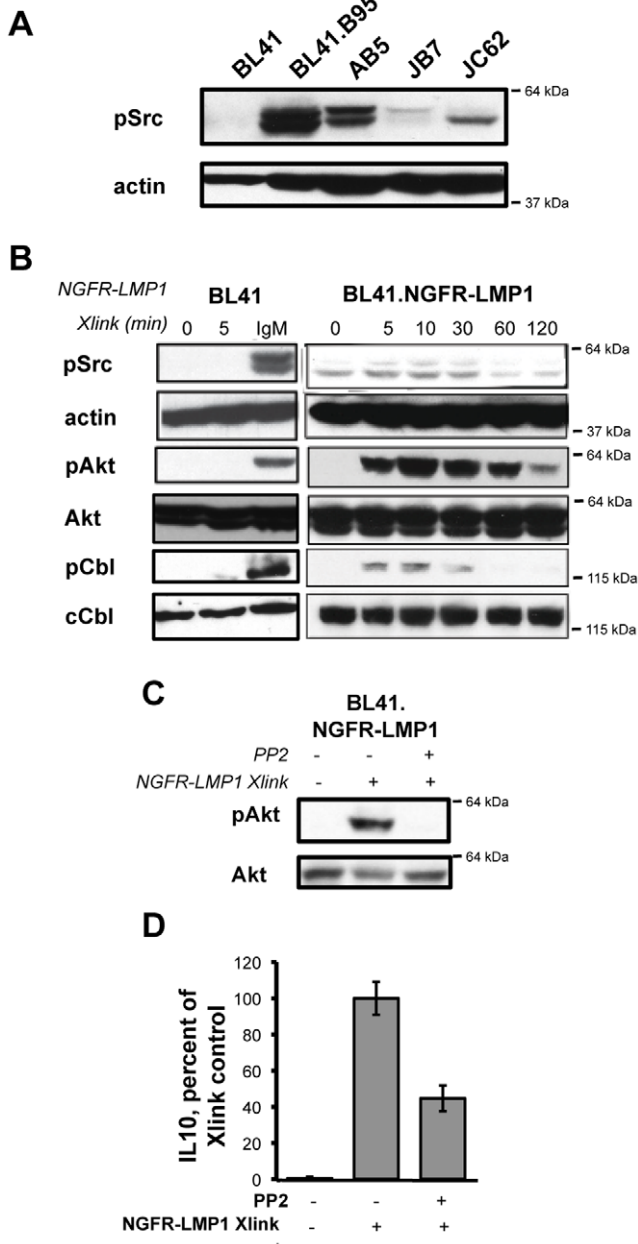 A
BL41 BL41.B95 AB5 JB7 JC62
64 kDa
pSrc
actin
37 kDa
B
NGFR-LMP1 BL41 BL41.NGFR-LMP1
Xlink (min) 0 5 IgM 0 5 10 30 60 120
64 kDa
pSrc
actin
37 kDa
64 kDa
pAkt
64 kDa
Akt
pCbl
115 kDa
cCbl
115 kDa
C
BL41.
NGFR-LMP1
PP2 - - +
NGFR-LMP1 Xlink - + +
64 kDa
pAkt
64 kDa
Akt
D
IL10, percent of
Xlink control
120
100
80
60
40
20
0
PP2 - - +
NGFR-LMP1 Xlink - + +